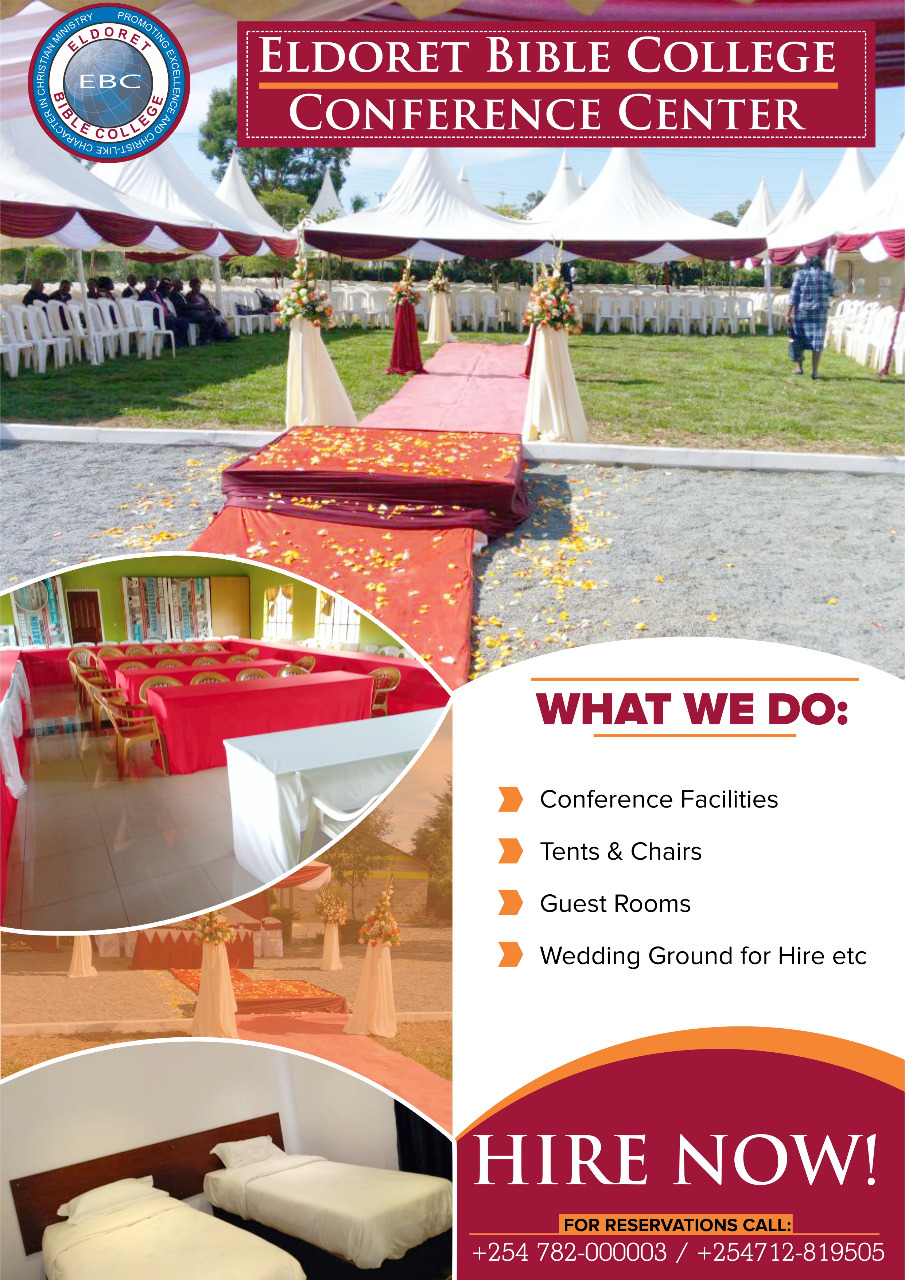 PROMOTING EXCELLENCE AND CHRIST-LIKE CHARACTER IN CHRISTIAN MINISTRY
ELDORET
EBC
BIBLE COLLEGE
ELDORET BIBLE COLLEGE
CONFERENCE CENTER
WHAT WE DO:
Conference Facilities
Tents & Chairs
Guest Rooms
Wedding Ground for Hire etc
HIRE NOW!
FOR RESERVATIONS CALL:
+254 782-000003 / +254712-819505